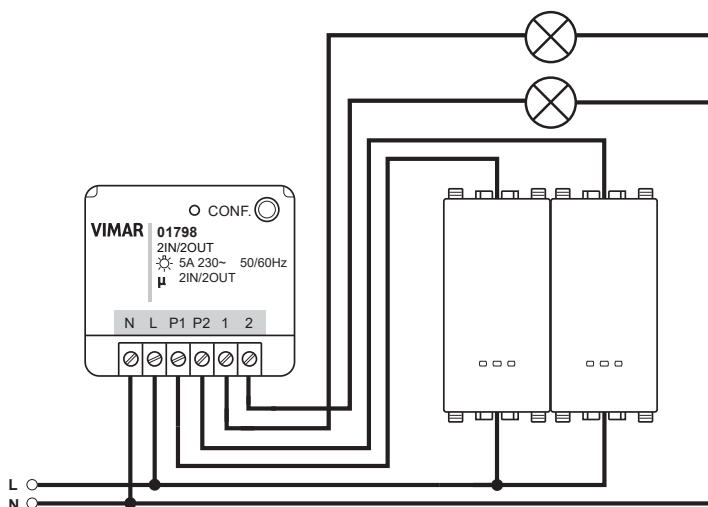 CONF.
VIMAR 01798
2IN/2OUT
5A 230~ 50/60Hz
μ 2IN/2OUT
N L P1 P2 1 2
L
N